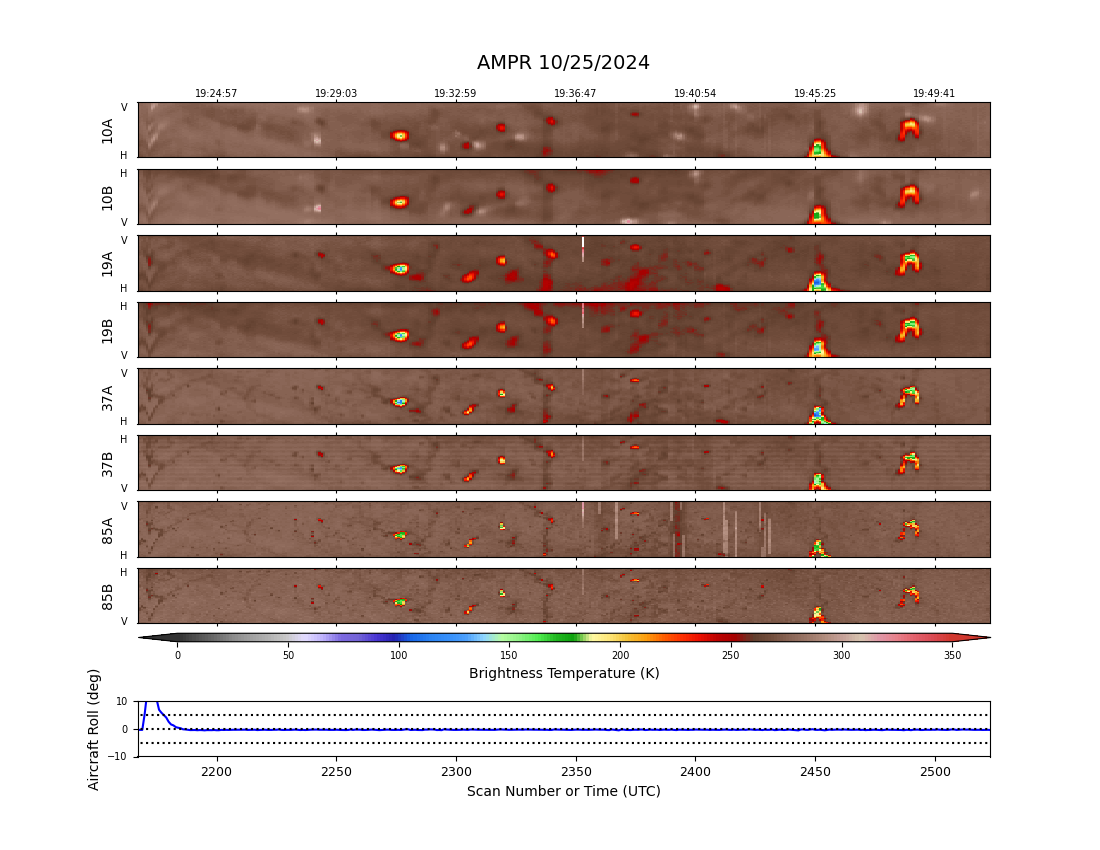 AMPR 10/25/2024
19:24:57 19:29:03 19:32:59 19:36:47 19:40:54 19:45:25 19:49:41
V
10A
H
H
10B
V
V
19A
H
H
19B
V
V
37A
H
H
37B
V
V
85A
H
H
85B
V
0 50 100 150 200 250 300 350
Brightness Temperature (K)
Aircraft Roll (deg)
10
0
−10
2200 2250 2300 2350 2400 2450 2500
Scan Number or Time (UTC)